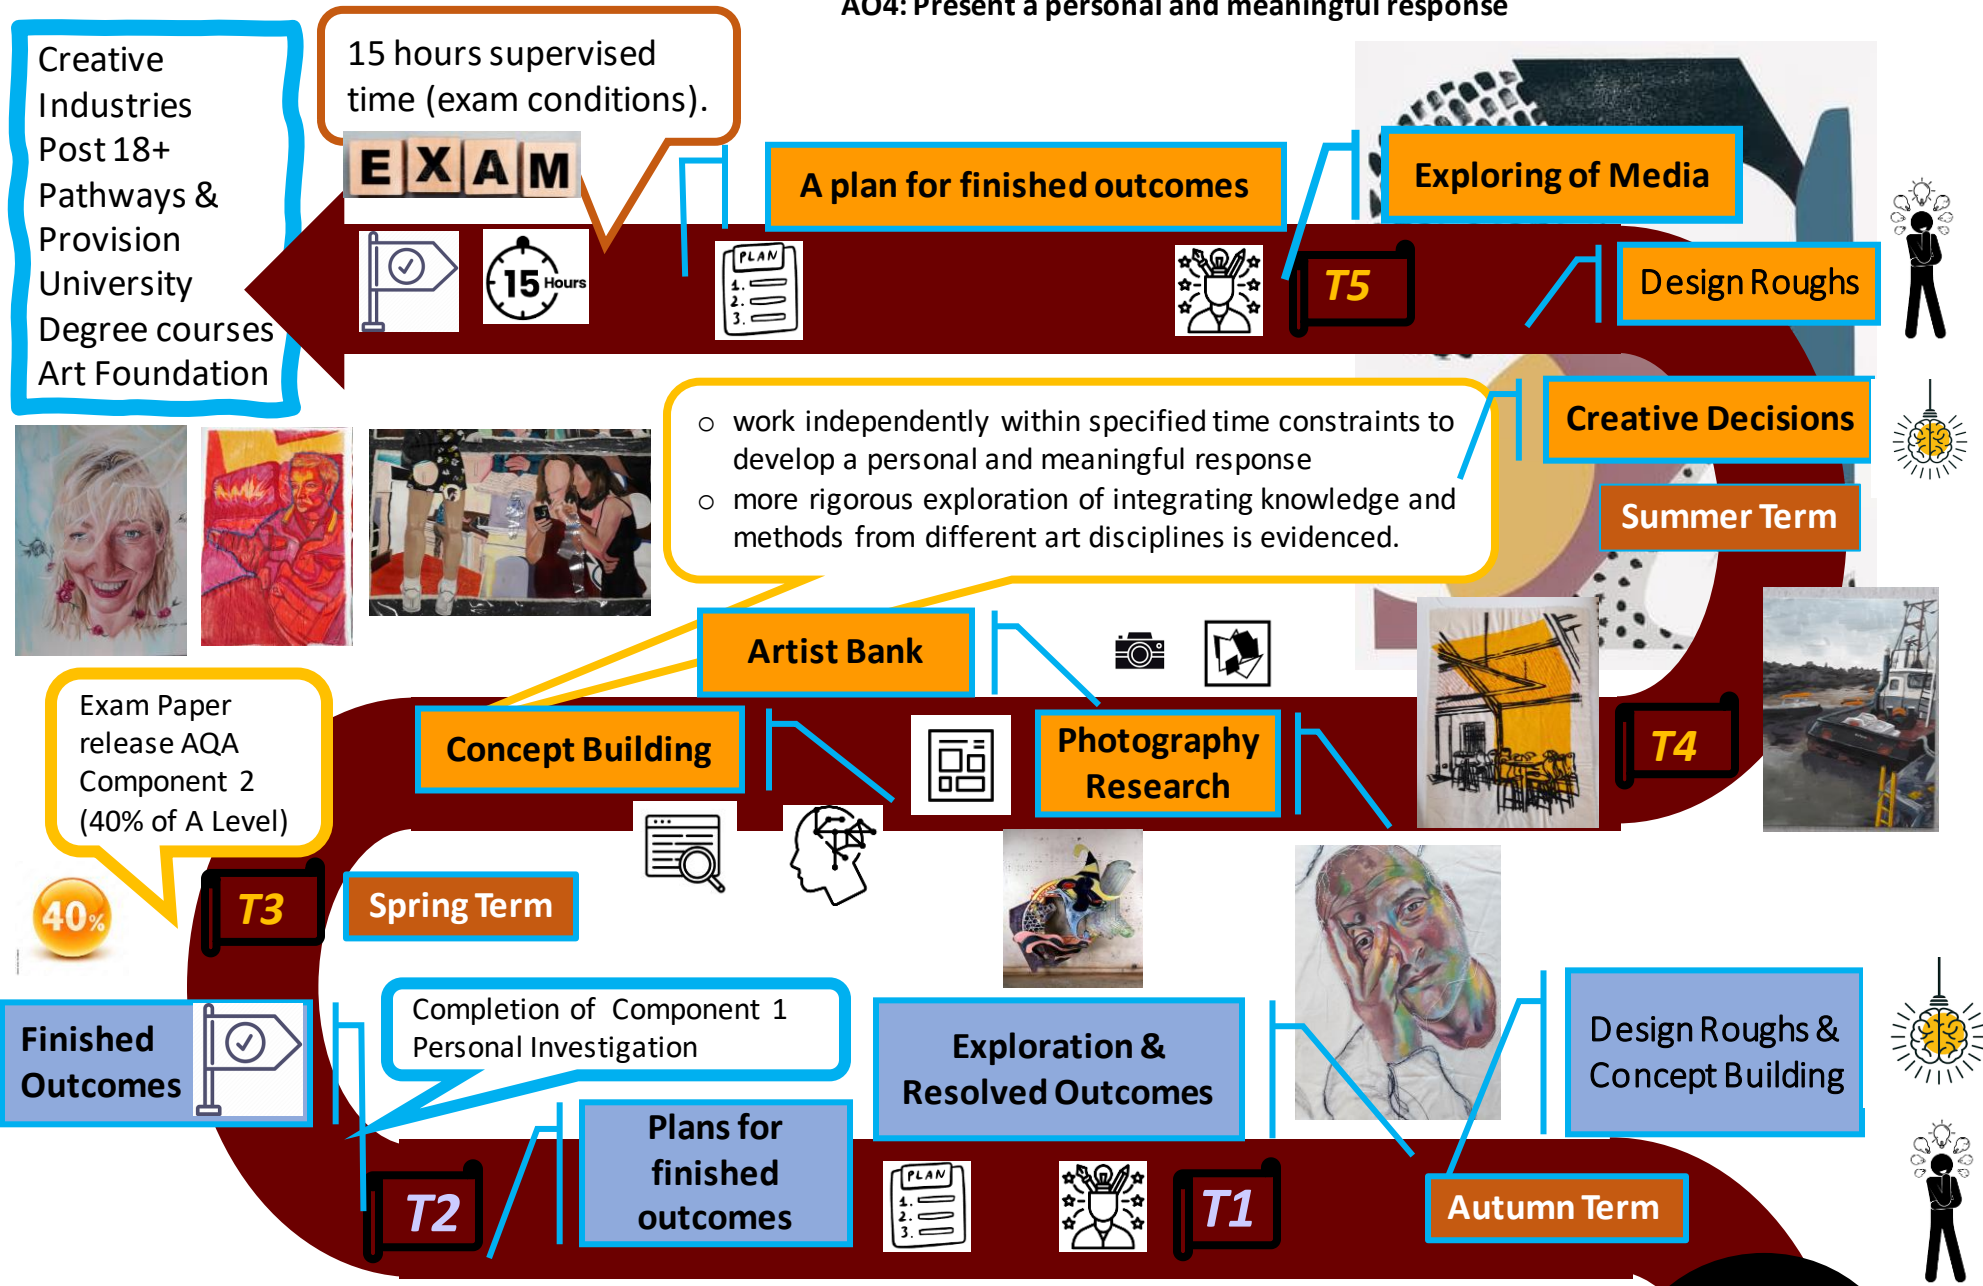 AO4: Present a personal and meaningful response
Creative
Industries
Post 18+
Pathways &
Provision
University
Degree courses
Art Foundation
15 hours supervised
time (exam conditions).
EXAM
15 Hours
A plan for finished outcomes
PLAN
1.
2.
3.
Exploring of Media
T5
Design Roughs
Creative Decisions
Summer Term
o work independently within specified time constraints to
develop a personal and meaningful response
o more rigorous exploration of integrating knowledge and
methods from different art disciplines is evidenced.
Artist Bank
Concept Building
Photography
Research
T4
Exam Paper
release AQA
Component 2
(40% of A Level)
40%
T3
Spring Term
Finished
Outcomes
Completion of Component 1
Personal Investigation
Exploration &
Resolved Outcomes
Design Roughs &
Concept Building
T2
Plans for
finished
outcomes
PLAN
1.
2.
3.
T1
Autumn Term